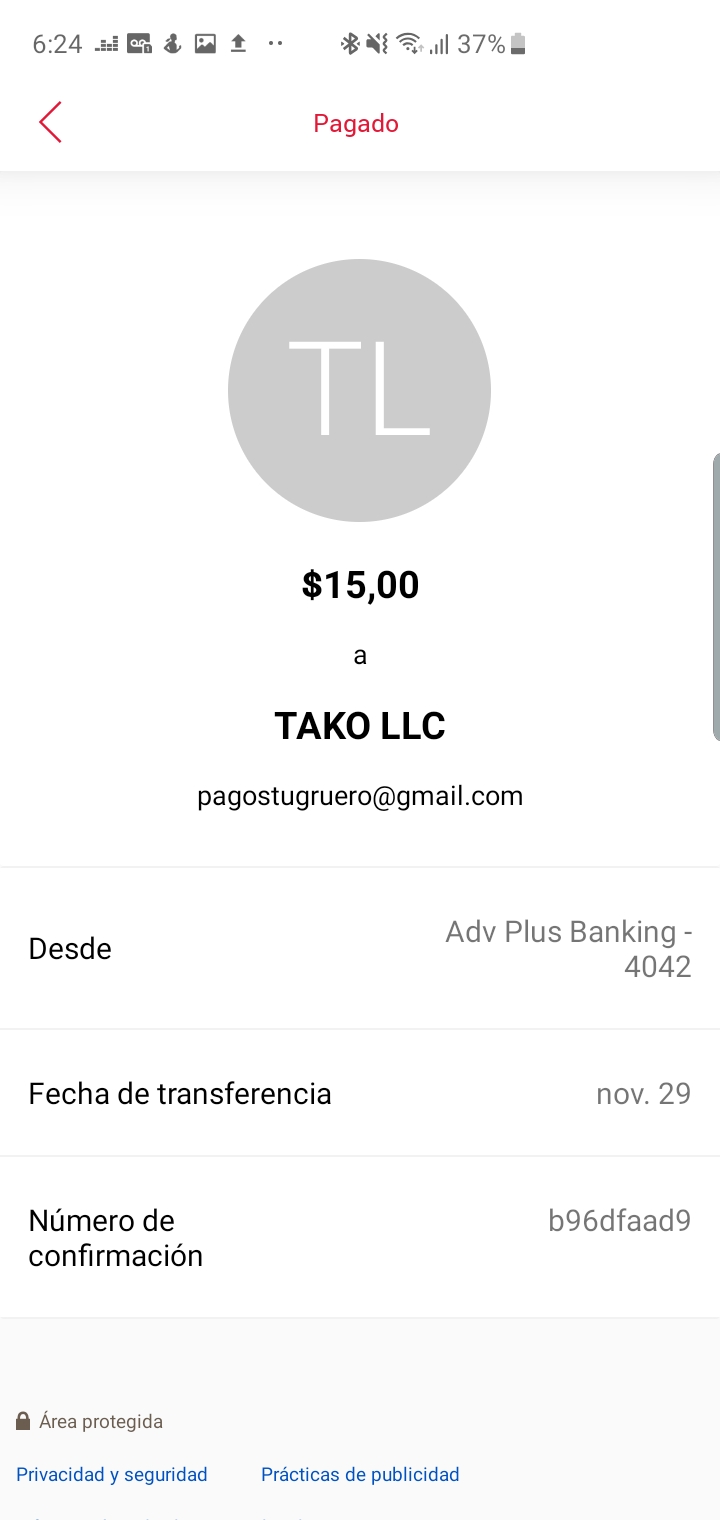 6:24 37%
Pagado
TL
$15,00
a
TAKO LLC
pagostugruero@gmail.com
Desde
Adv Plus Banking -
4042
Fecha de transferencia nov. 29
Número de
confirmación
b96dfaad9
Área protegida
Privacidad y seguridad Prácticas de publicidad